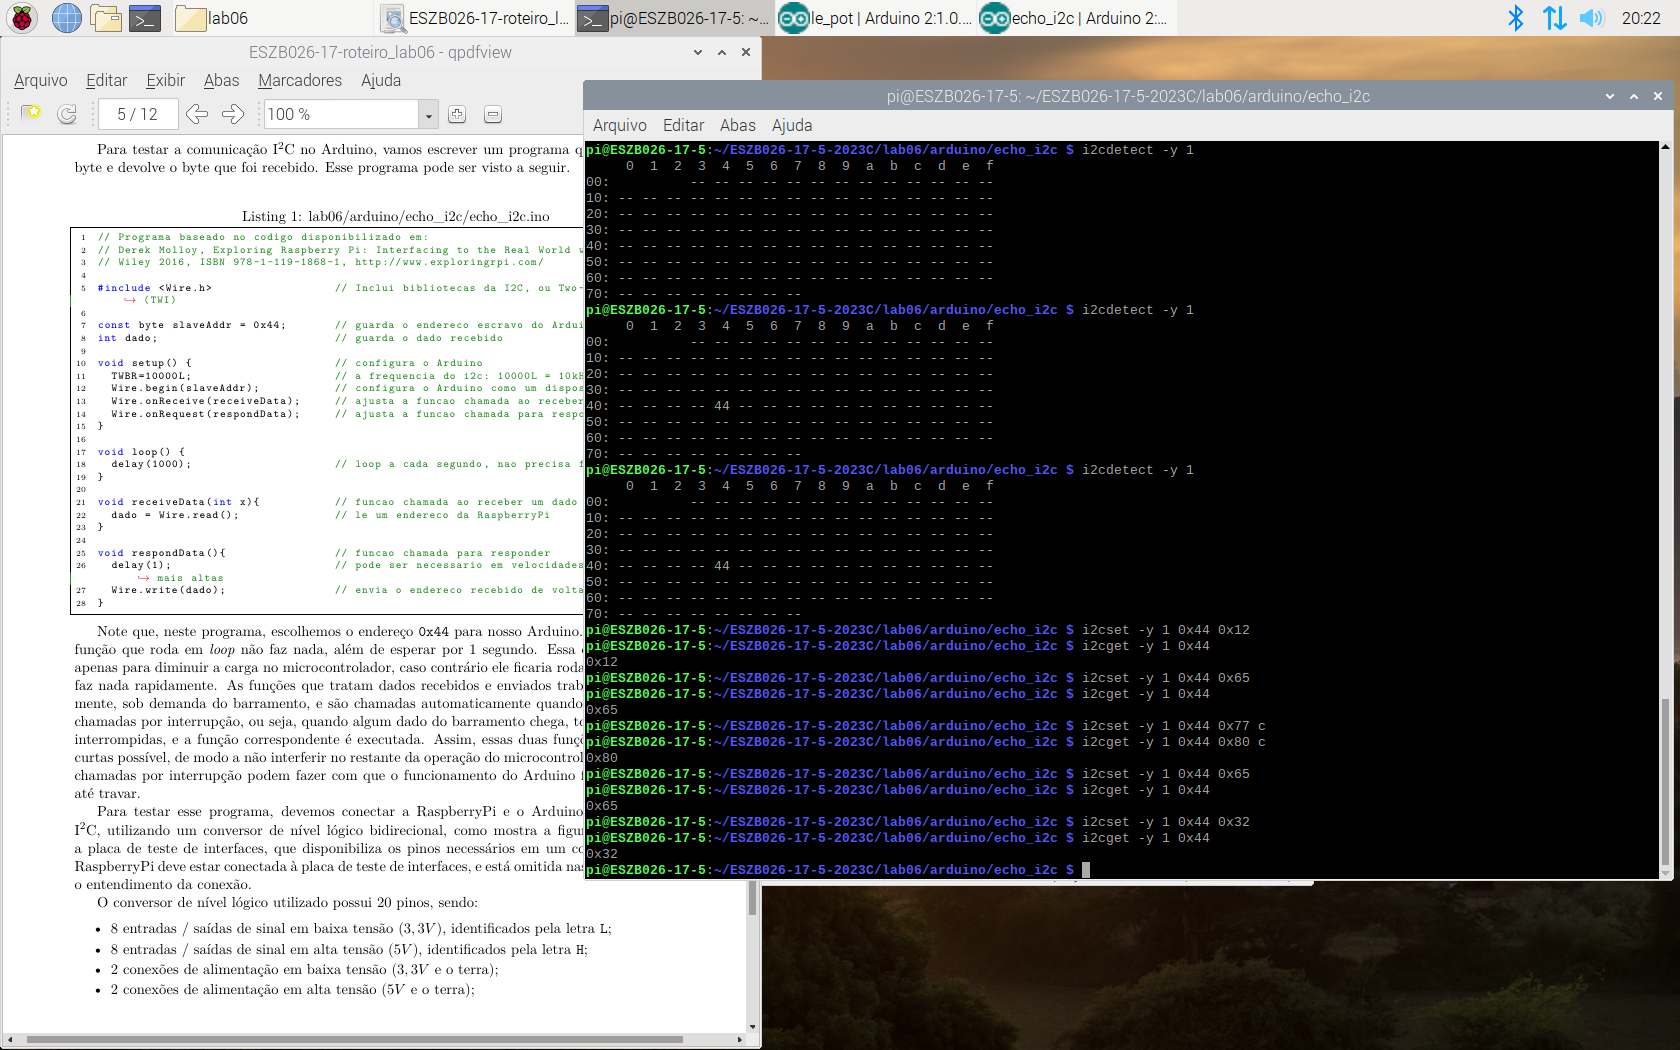 lab06
ESZB026-17-roteiro_l...
pi@ESZB026-17-5: ~...
le_pot | Arduino 2:1.0....
echo_i2c | Arduino 2:...
20:22
ESZB026-17-roteiro_lab06 - qpdfview
Arquivo Editar Exibir Abas Marcadores Ajuda
5 / 12
100 %
Para testar a comunicação I²C no Arduino, vamos escrever um programa q
byte e devolve o byte que foi recebido. Esse programa pode ser visto a seguir.
Listing 1: lab06/arduino/echo_i2c/echo_i2c.ino
1 // Programa baseado no codigo disponibilizado em:
2 // Derek Molloy, Exploring Raspberry Pi: Interfacing to the Real World w
3 // Wiley 2016, ISBN 978-1-119-1868-1, http://www.exploringrpi.com/
4
5 #include <Wire.h> // Inclui bibliotecas da I2C, ou Two-
↪ (TWI)
6
7 const byte slaveAddr = 0x44; // guarda o endereco escravo do Ardui
8 int dado; // guarda o dado recebido
9
10 void setup() { // configura o Arduino
11 TWBR=10000L; // a frequencia do i2c: 10000L = 10kH
12 Wire.begin(slaveAddr); // configura o Arduino como um dispos
13 Wire.onReceive(receiveData); // ajusta a funcao chamada ao receber
14 Wire.onRequest(respondData); // ajusta a funcao chamada para respo
15 }
16
17 void loop() {
18 delay(1000); // loop a cada segundo, nao precisa f
19 }
20
21 void receiveData(int x){ // funcao chamada ao receber um dado
22 dado = Wire.read(); // le um endereco da RaspberryPi
23 }
24
25 void respondData(){ // funcao chamada para responder
26 delay(1); // pode ser necessario em velocidades
↪ mais altas
27 Wire.write(dado); // envia o endereco recebido de volta
28 }
Note que, neste programa, escolhemos o endereço 0x44 para nosso Arduino.
função que roda em loop não faz nada, além de esperar por 1 segundo. Essa
apenas para diminuir a carga no microcontrolador, caso contrário ele ficaria roda
faz nada rapidamente. As funções que tratam dados recebidos e enviados trab
mente, sob demanda do barramento, e são chamadas automaticamente quando
chamadas por interrupção, ou seja, quando algum dado do barramento chega, to
interrompidas, e a função correspondente é executada. Assim, essas duas funçõ
curtas possível, de modo a não interferir no restante da operação do microcontrol
chamadas por interrupção podem fazer com que o funcionamento do Arduino f
até travar.
Para testar esse programa, devemos conectar a RaspberryPi e o Arduino
I²C, utilizando um conversor de nível lógico bidirecional, como mostra a figu
a placa de teste de interfaces, que disponibiliza os pinos necessários em um co
RaspberryPi deve estar conectada à placa de teste de interfaces, e está omitida nas
o entendimento da conexão.
O conversor de nível lógico utilizado possui 20 pinos, sendo:
• 8 entradas / saídas de sinal em baixa tensão (3,3V), identificados pela letra L;
• 8 entradas / saídas de sinal em alta tensão (5V), identificados pela letra H;
• 2 conexões de alimentação em baixa tensão (3,3V e o terra);
• 2 conexões de alimentação em alta tensão (5V e o terra);
pi@ESZB026-17-5: ~/ESZB026-17-5-2023C/lab06/arduino/echo_i2c
Arquivo Editar Abas Ajuda
pi@ESZB026-17-5:~/ESZB026-17-5-2023C/lab06/arduino/echo_i2c $ i2cdetect -y 1
0 1 2 3 4 5 6 7 8 9 a b c d e f
00: -- -- -- -- -- -- -- -- -- -- -- -- --
10: -- -- -- -- -- -- -- -- -- -- -- -- -- -- -- --
20: -- -- -- -- -- -- -- -- -- -- -- -- -- -- -- --
30: -- -- -- -- -- -- -- -- -- -- -- -- -- -- -- --
40: -- -- -- -- -- -- -- -- -- -- -- -- -- -- -- --
50: -- -- -- -- -- -- -- -- -- -- -- -- -- -- -- --
60: -- -- -- -- -- -- -- -- -- -- -- -- -- -- -- --
70: -- -- -- -- -- -- -- --
pi@ESZB026-17-5:~/ESZB026-17-5-2023C/lab06/arduino/echo_i2c $ i2cdetect -y 1
0 1 2 3 4 5 6 7 8 9 a b c d e f
00: -- -- -- -- -- -- -- -- -- -- -- -- --
10: -- -- -- -- -- -- -- -- -- -- -- -- -- -- -- --
20: -- -- -- -- -- -- -- -- -- -- -- -- -- -- -- --
30: -- -- -- -- -- -- -- -- -- -- -- -- -- -- -- --
40: -- -- -- -- 44 -- -- -- -- -- -- -- -- -- -- --
50: -- -- -- -- -- -- -- -- -- -- -- -- -- -- -- --
60: -- -- -- -- -- -- -- -- -- -- -- -- -- -- -- --
70: -- -- -- -- -- -- -- --
pi@ESZB026-17-5:~/ESZB026-17-5-2023C/lab06/arduino/echo_i2c $ i2cdetect -y 1
0 1 2 3 4 5 6 7 8 9 a b c d e f
00: -- -- -- -- -- -- -- -- -- -- -- -- --
10: -- -- -- -- -- -- -- -- -- -- -- -- -- -- -- --
20: -- -- -- -- -- -- -- -- -- -- -- -- -- -- -- --
30: -- -- -- -- -- -- -- -- -- -- -- -- -- -- -- --
40: -- -- -- -- 44 -- -- -- -- -- -- -- -- -- -- --
50: -- -- -- -- -- -- -- -- -- -- -- -- -- -- -- --
60: -- -- -- -- -- -- -- -- -- -- -- -- -- -- -- --
70: -- -- -- -- -- -- -- --
pi@ESZB026-17-5:~/ESZB026-17-5-2023C/lab06/arduino/echo_i2c $ i2cset -y 1 0x44 0x12
pi@ESZB026-17-5:~/ESZB026-17-5-2023C/lab06/arduino/echo_i2c $ i2cget -y 1 0x44
0x12
pi@ESZB026-17-5:~/ESZB026-17-5-2023C/lab06/arduino/echo_i2c $ i2cset -y 1 0x44 0x65
pi@ESZB026-17-5:~/ESZB026-17-5-2023C/lab06/arduino/echo_i2c $ i2cget -y 1 0x44
0x65
pi@ESZB026-17-5:~/ESZB026-17-5-2023C/lab06/arduino/echo_i2c $ i2cset -y 1 0x44 0x77 c
pi@ESZB026-17-5:~/ESZB026-17-5-2023C/lab06/arduino/echo_i2c $ i2cget -y 1 0x44 0x80 c
0x80
pi@ESZB026-17-5:~/ESZB026-17-5-2023C/lab06/arduino/echo_i2c $ i2cset -y 1 0x44 0x65
pi@ESZB026-17-5:~/ESZB026-17-5-2023C/lab06/arduino/echo_i2c $ i2cget -y 1 0x44
0x65
pi@ESZB026-17-5:~/ESZB026-17-5-2023C/lab06/arduino/echo_i2c $ i2cset -y 1 0x44 0x32
pi@ESZB026-17-5:~/ESZB026-17-5-2023C/lab06/arduino/echo_i2c $ i2cget -y 1 0x44
0x32
pi@ESZB026-17-5:~/ESZB026-17-5-2023C/lab06/arduino/echo_i2c $